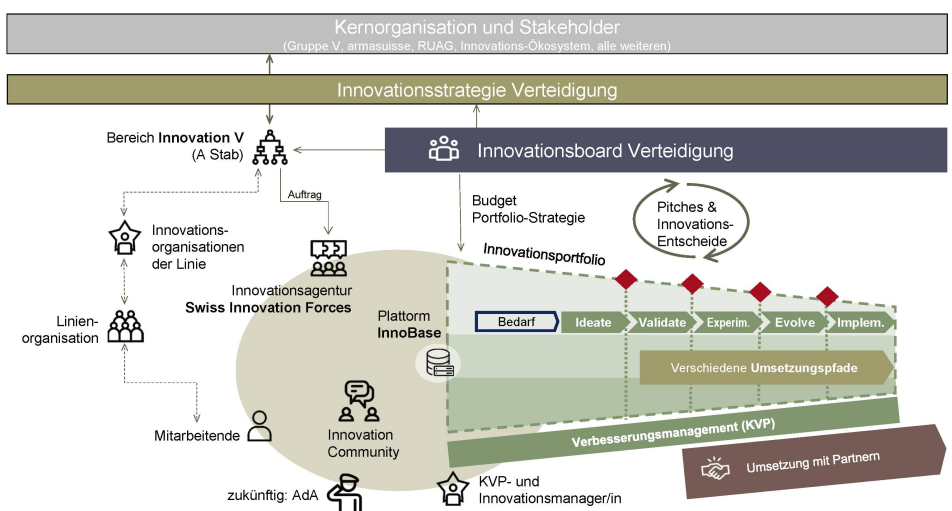 Kernorganisation und Stakeholder
(Gruppe V, armasuisse, RUAG, Innovations-Ökosystem, alle weiteren)
Innovationsstrategie Verteidigung
Bereich Innovation V
(A Stab)
Innovationsboard Verteidigung
Auftrag
Budget
Portfolio-Strategie
Pitches &
Innovations-
Entscheide
Innovations-
organisationen
der Linie
Innovationsportfolio
Innovationsagentur
Swiss Innovation Forces
Linien-
organisation
Plattorm
InnoBase
Bedarf
Ideate
Validate
Experim.
Evolve
Implem.
Verschiedene Umsetzungspfade
Mitarbeitende
Innovation
Community
Verbesserungsmanagement (KVP)
Umsetzung mit Partnern
zukünftig: AdA
KVP- und
Innovationsmanager/in